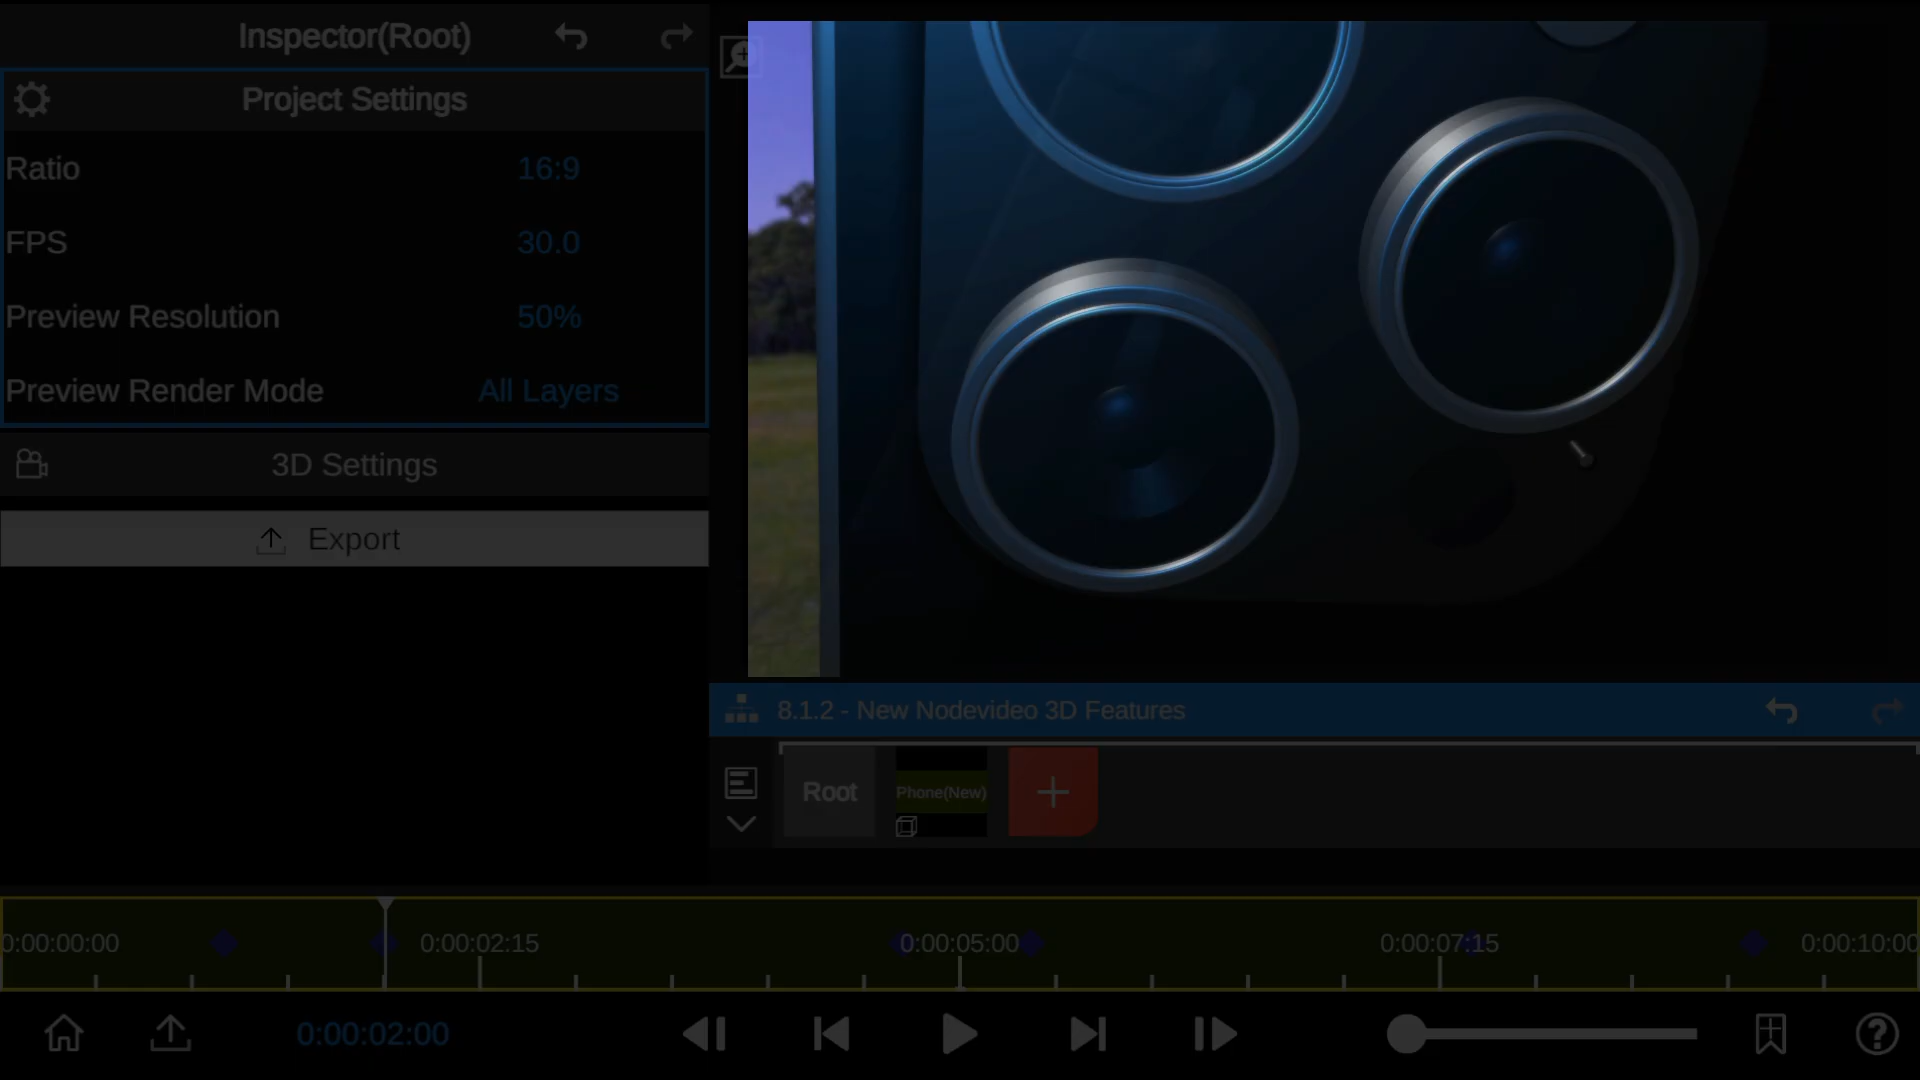 Inspector(Root)
Project Settings
Ratio 16:9
FPS 30.0
Preview Resolution 50%
Preview Render Mode All Layers
3D Settings
Export
8.1.2 - New Nodevideo 3D Features
Root
Phone(New)
0:00:00:00 0:00:02:15 0:00:05:00 0:00:07:15 0:00:10:00
0:00:02:00